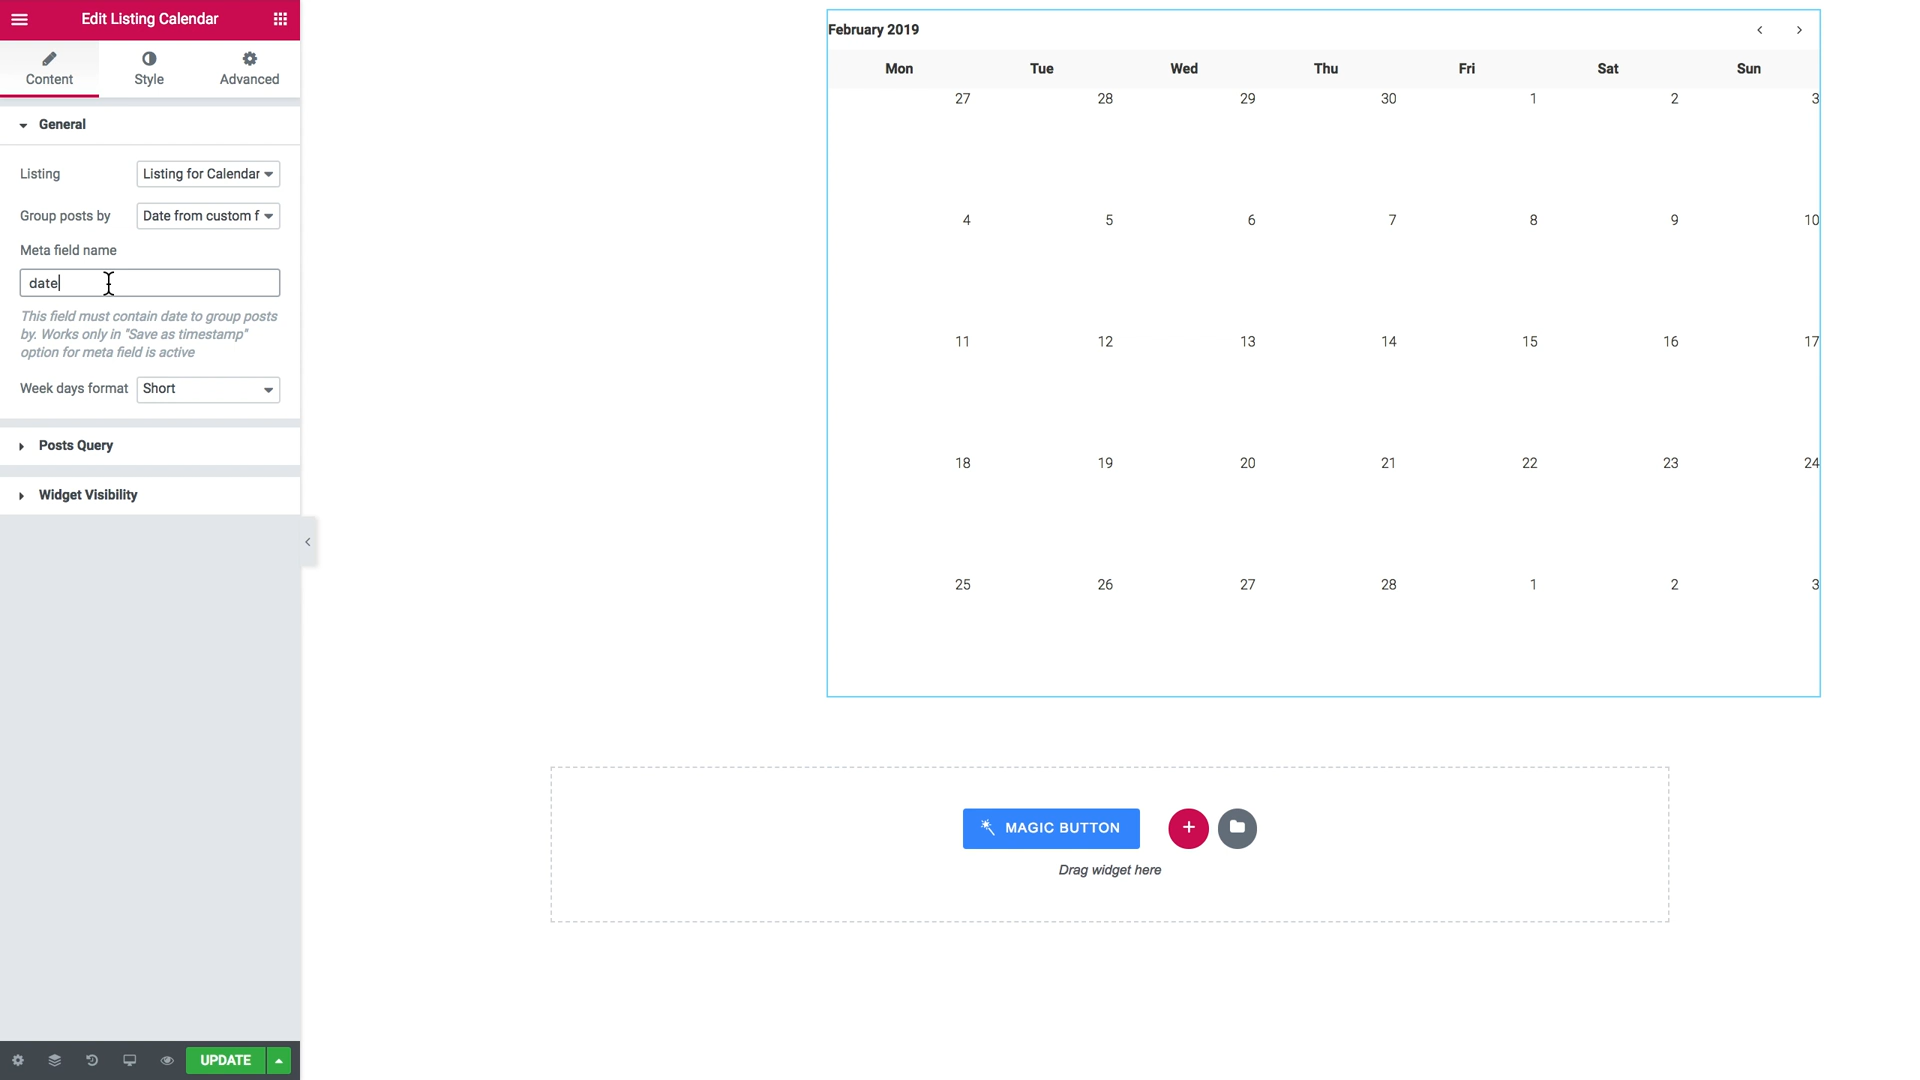 Edit Listing Calendar
Content
Style
Advanced
General
Listing
Listing for Calendar
Group posts by
Date from custom f
Meta field name
date
This field must contain date to group posts
by. Works only in "Save as timestamp"
option for meta field is active
Week days format
Short
Posts Query
Widget Visibility
UPDATE
February 2019
Mon Tue Wed Thu Fri Sat Sun
27 28 29 30 1 2 3
4 5 6 7 8 9 10
11 12 13 14 15 16 17
18 19 20 21 22 23 24
25 26 27 28 1 2 3
MAGIC BUTTON
Drag widget here